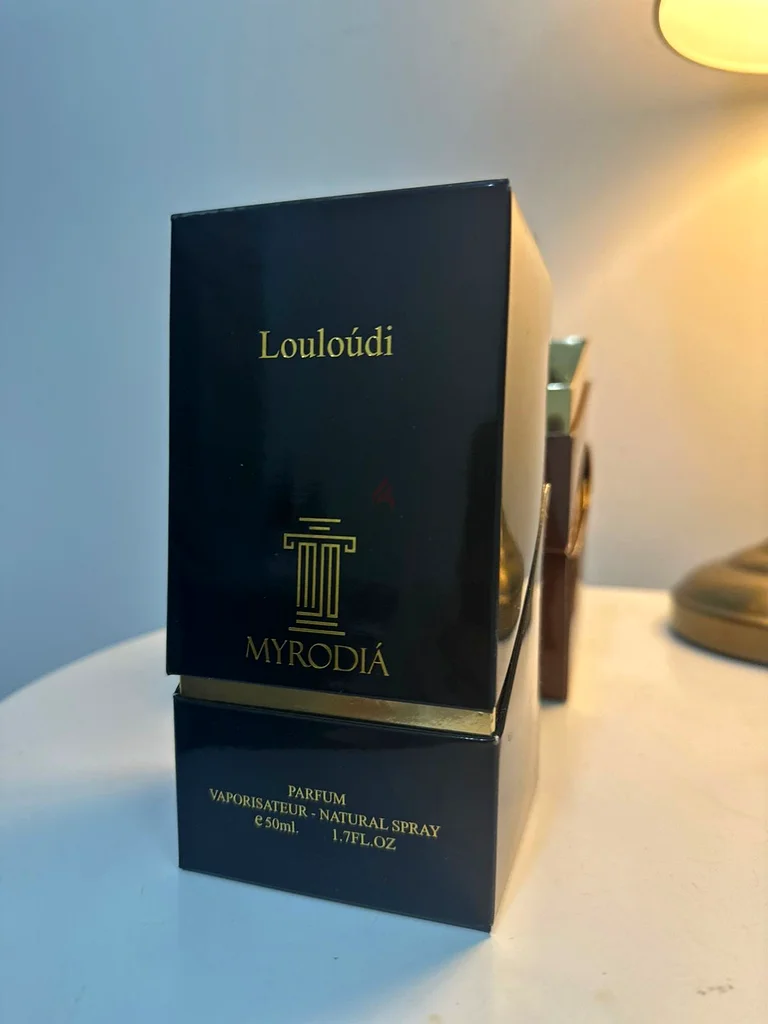 Louloúdi
MYRODIÁ
PARFUM
VAPORISATEUR - NATURAL SPRAY
e 50ml. 1.7FL.OZ